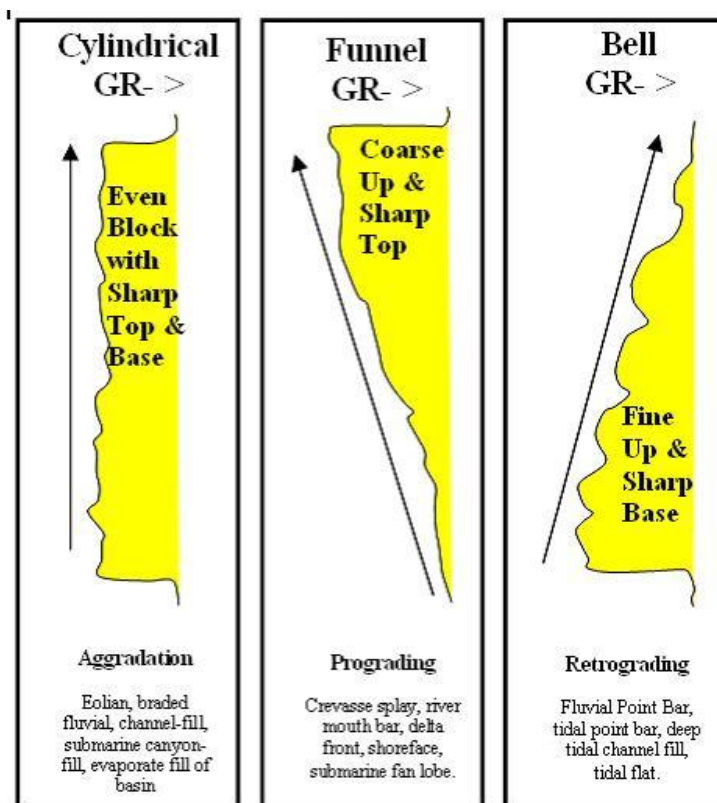 Cylindrical
GR- >
Even
Block
with
Sharp
Top &
Base
Aggradation
Eolian, braded
fluvial, channel-fill,
submarine canyon-
fill, evaporate fill of
basin
Funnel
GR- >
Coarse
Up &
Sharp
Top
Prograding
Crevasse splay, river
mouth bar, delta
front, shoreface,
submarine fan lobe.
Bell
GR- >
Fine
Up &
Sharp
Base
Retrograding
Fluvial Point Bar,
tidal point bar, deep
tidal channel fill,
tidal flat.